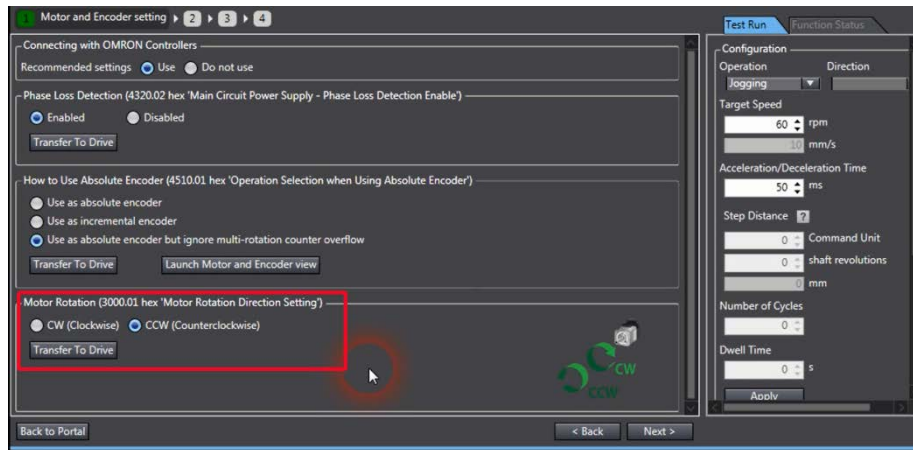 1 Motor and Encoder setting 2 3 4
Connecting with OMRON Controllers
Recommended settings Use Do not use
Phase Loss Detection (4320.02 hex 'Main Circuit Power Supply - Phase Loss Detection Enable')
Enabled Disabled
Transfer To Drive
How to Use Absolute Encoder (4510.01 hex 'Operation Selection when Using Absolute Encoder')
Use as absolute encoder
Use as incremental encoder
Use as absolute encoder but ignore multi-rotation counter overflow
Transfer To Drive Launch Motor and Encoder view
Motor Rotation (3000.01 hex 'Motor Rotation Direction Setting')
CW (Clockwise) CCW (Counterclockwise)
Transfer To Drive
CW
CCW
Back to Portal < Back Next >
Test Run Function Status
Configuration
Operation Direction
Jogging
Target Speed
60 rpm
10 mm/s
Acceleration/Deceleration Time
50 ms
Step Distance ?
0 Command Unit
0 shaft revolutions
0 mm
Number of Cycles
0
Dwell Time
0 s
Apply